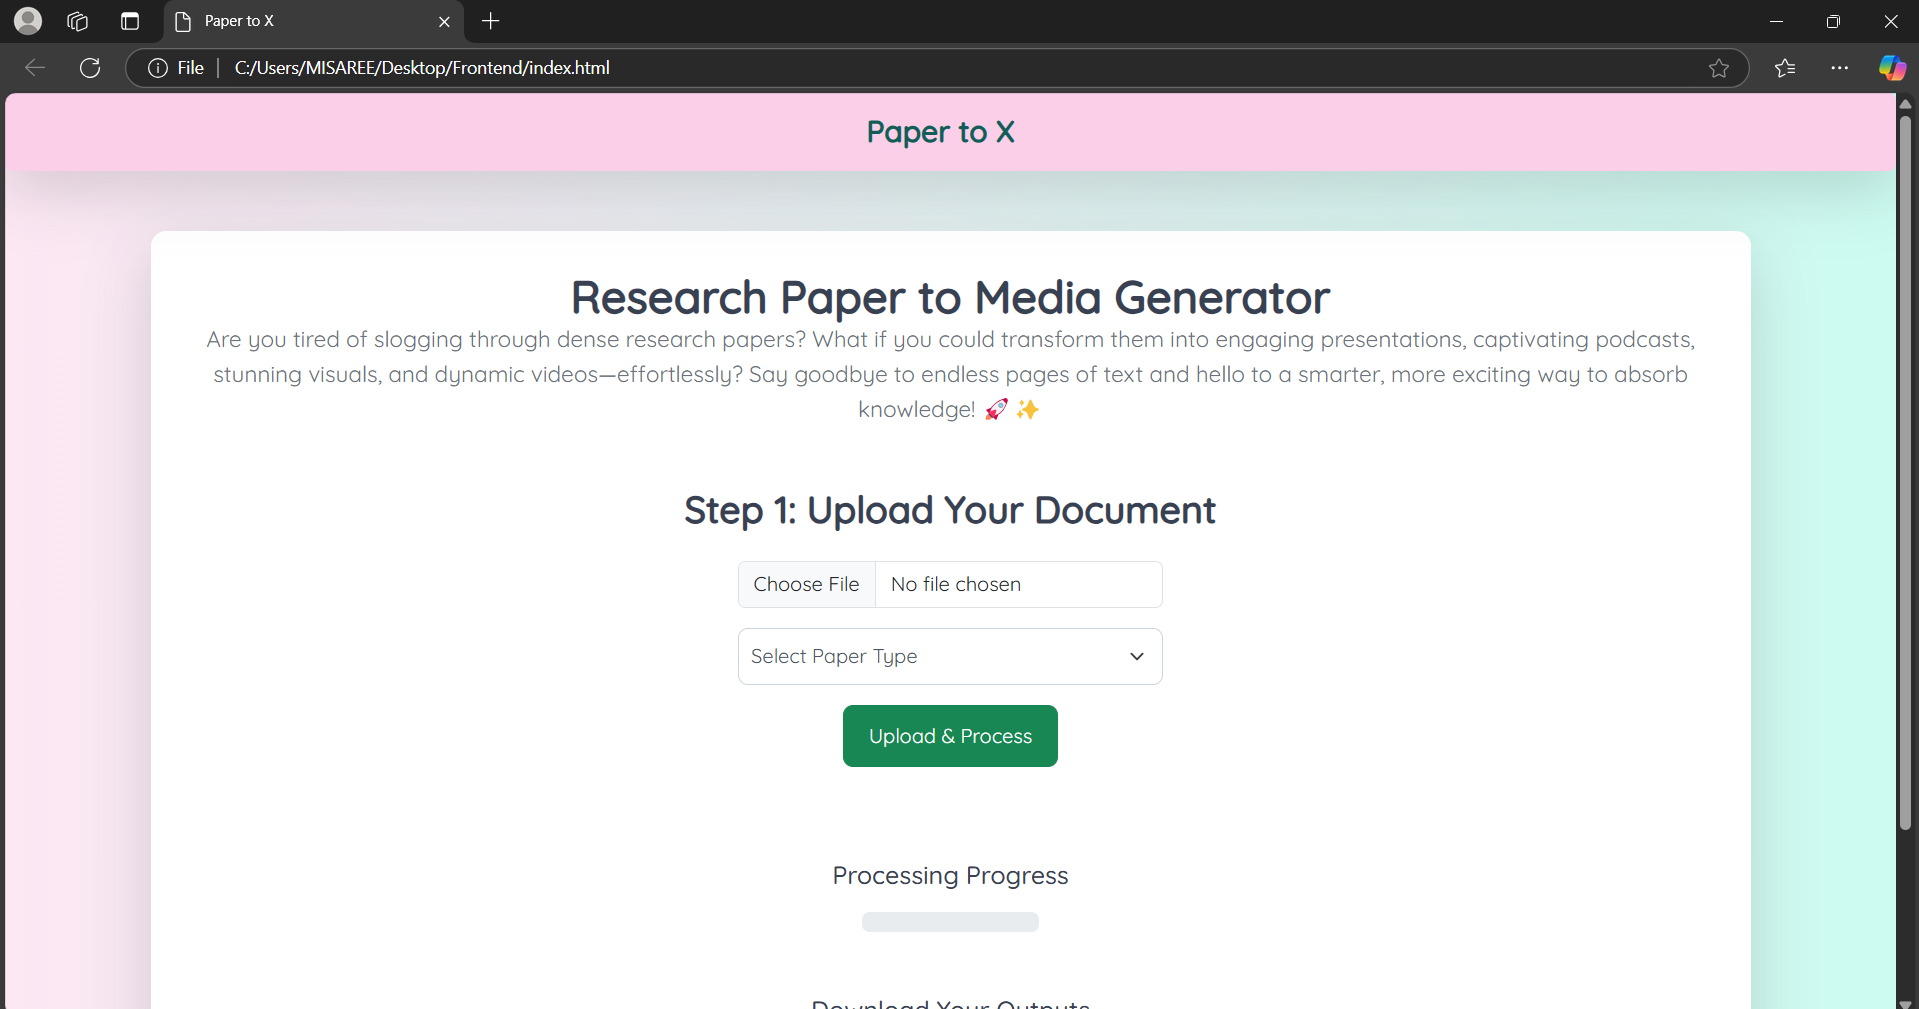 Paper to X
File
C:/Users/MISAREE/Desktop/Frontend/index.html
Paper to X
Research Paper to Media Generator
Are you tired of slogging through dense research papers? What if you could transform them into engaging presentations, captivating podcasts,
stunning visuals, and dynamic videos—effortlessly? Say goodbye to endless pages of text and hello to a smarter, more exciting way to absorb
knowledge! 🚀 ✨
Step 1: Upload Your Document
Choose File No file chosen
Select Paper Type
Upload & Process
Processing Progress
Download Your Outputs